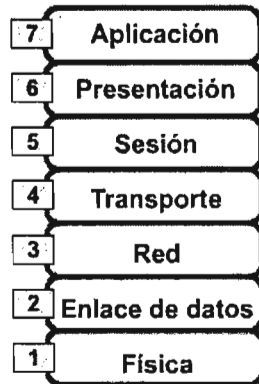 7 Aplicación
6 Presentación
5 Sesión
4 Transporte
3 Red
2 Enlace de datos
1 Física